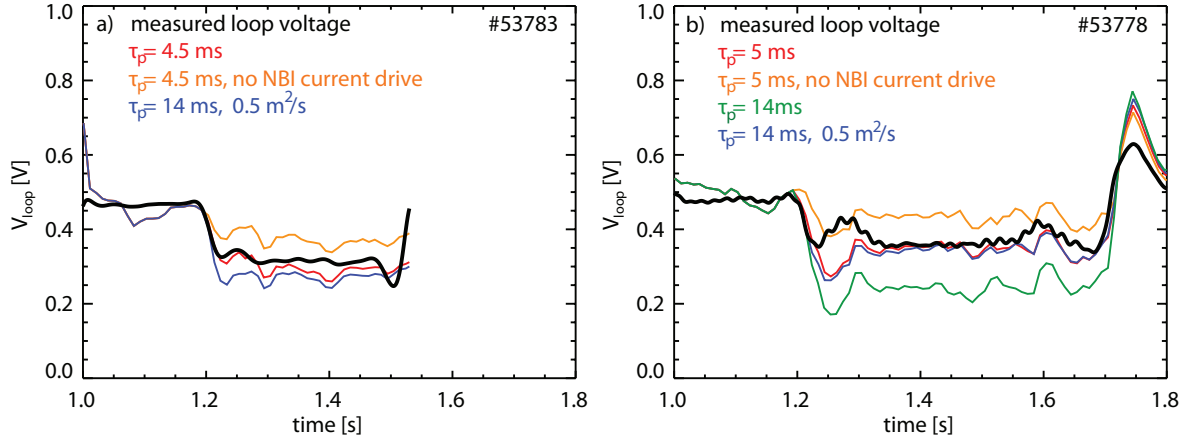 a) measured loop voltage #53783
τp= 4.5 ms
τp= 4.5 ms, no NBI current drive
τp= 14 ms, 0.5 m²/s
1.0
0.8
0.6
0.4
0.2
0.0
Vloop [V]
1.0 1.2 1.4 1.6 1.8
time [s]
b) measured loop voltage #53778
τp= 5 ms
τp= 5 ms, no NBI current drive
τp= 14ms
τp= 14 ms, 0.5 m²/s
1.0
0.8
0.6
0.4
0.2
0.0
Vloop [V]
1.0 1.2 1.4 1.6 1.8
time [s]